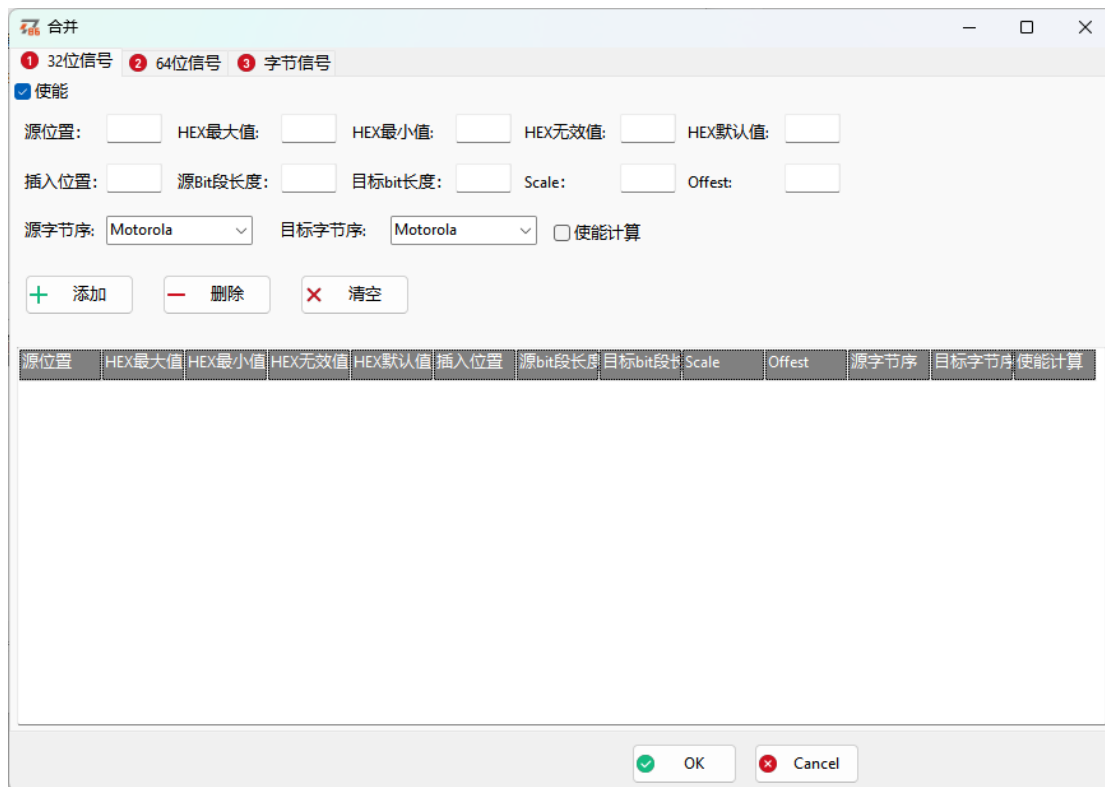 合并
1 32位信号 2 64位信号 3 字节信号
使能
源位置: HEX最大值: HEX最小值: HEX无效值: HEX默认值:
插入位置: 源Bit段长度: 目标bit长度: Scale: Offest:
源字节序: Motorola 目标字节序: Motorola 使能计算
添加 删除 清空
源位置 HEX最大值 HEX最小值 HEX无效值 HEX默认值 插入位置 源bit段长度 目标bit段长 Scale Offest 源字节序 目标字节序 使能计算
OK Cancel